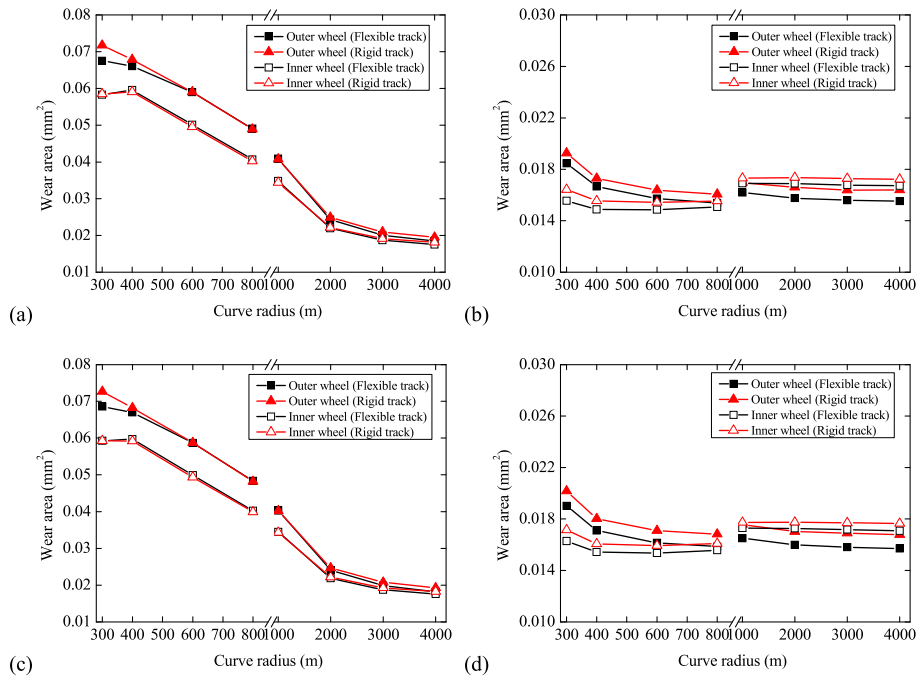 0.08
0.07
0.06
0.05
0.04
0.03
0.02
0.01
Wear area (mm²)
Outer wheel (Flexible track)
Outer wheel (Rigid track)
Inner wheel (Flexible track)
Inner wheel (Rigid track)
300 400 500 600 700 800 1000 2000 3000 4000
Curve radius (m)
(a)
0.030
0.026
0.022
0.018
0.014
0.010
Wear area (mm²)
Outer wheel (Flexible track)
Outer wheel (Rigid track)
Inner wheel (Flexible track)
Inner wheel (Rigid track)
300 400 500 600 700 800 1000 2000 3000 4000
Curve radius (m)
(b)
0.08
0.07
0.06
0.05
0.04
0.03
0.02
0.01
Wear area (mm²)
Outer wheel (Flexible track)
Outer wheel (Rigid track)
Inner wheel (Flexible track)
Inner wheel (Rigid track)
300 400 500 600 700 800 1000 2000 3000 4000
Curve radius (m)
(c)
0.030
0.026
0.022
0.018
0.014
0.010
Wear area (mm²)
Outer wheel (Flexible track)
Outer wheel (Rigid track)
Inner wheel (Flexible track)
Inner wheel (Rigid track)
300 400 500 600 700 800 1000 2000 3000 4000
Curve radius (m)
(d)